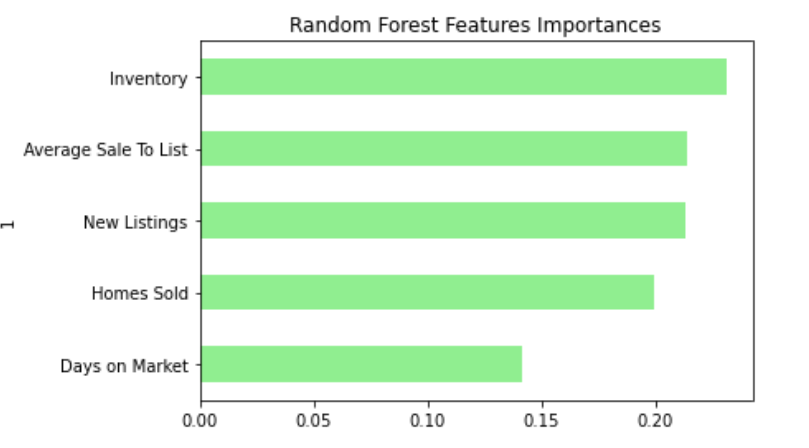 Random Forest Features Importances
Inventory
Average Sale To List
New Listings
1
Homes Sold
Days on Market
0.00 0.05 0.10 0.15 0.20